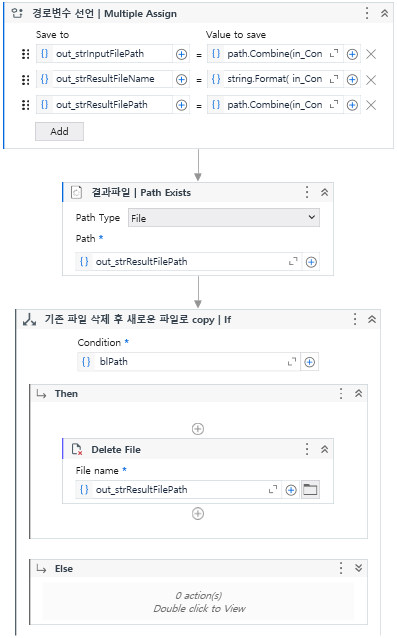 경로변수 선언 | Multiple Assign
Save to
Value to save
out_strInputFilePath = path.Combine(in_Con
out_strResultFileName = string.Format( in_Con
out_strResultFilePath = path.Combine(in_Con
Add
결과파일 | Path Exists
Path Type File
Path *
out_strResultFilePath
기존 파일 삭제 후 새로운 파일로 copy | If
Condition *
blPath
Then
Delete File
File name *
out_strResultFilePath
Else
0 action(s)
Double click to View